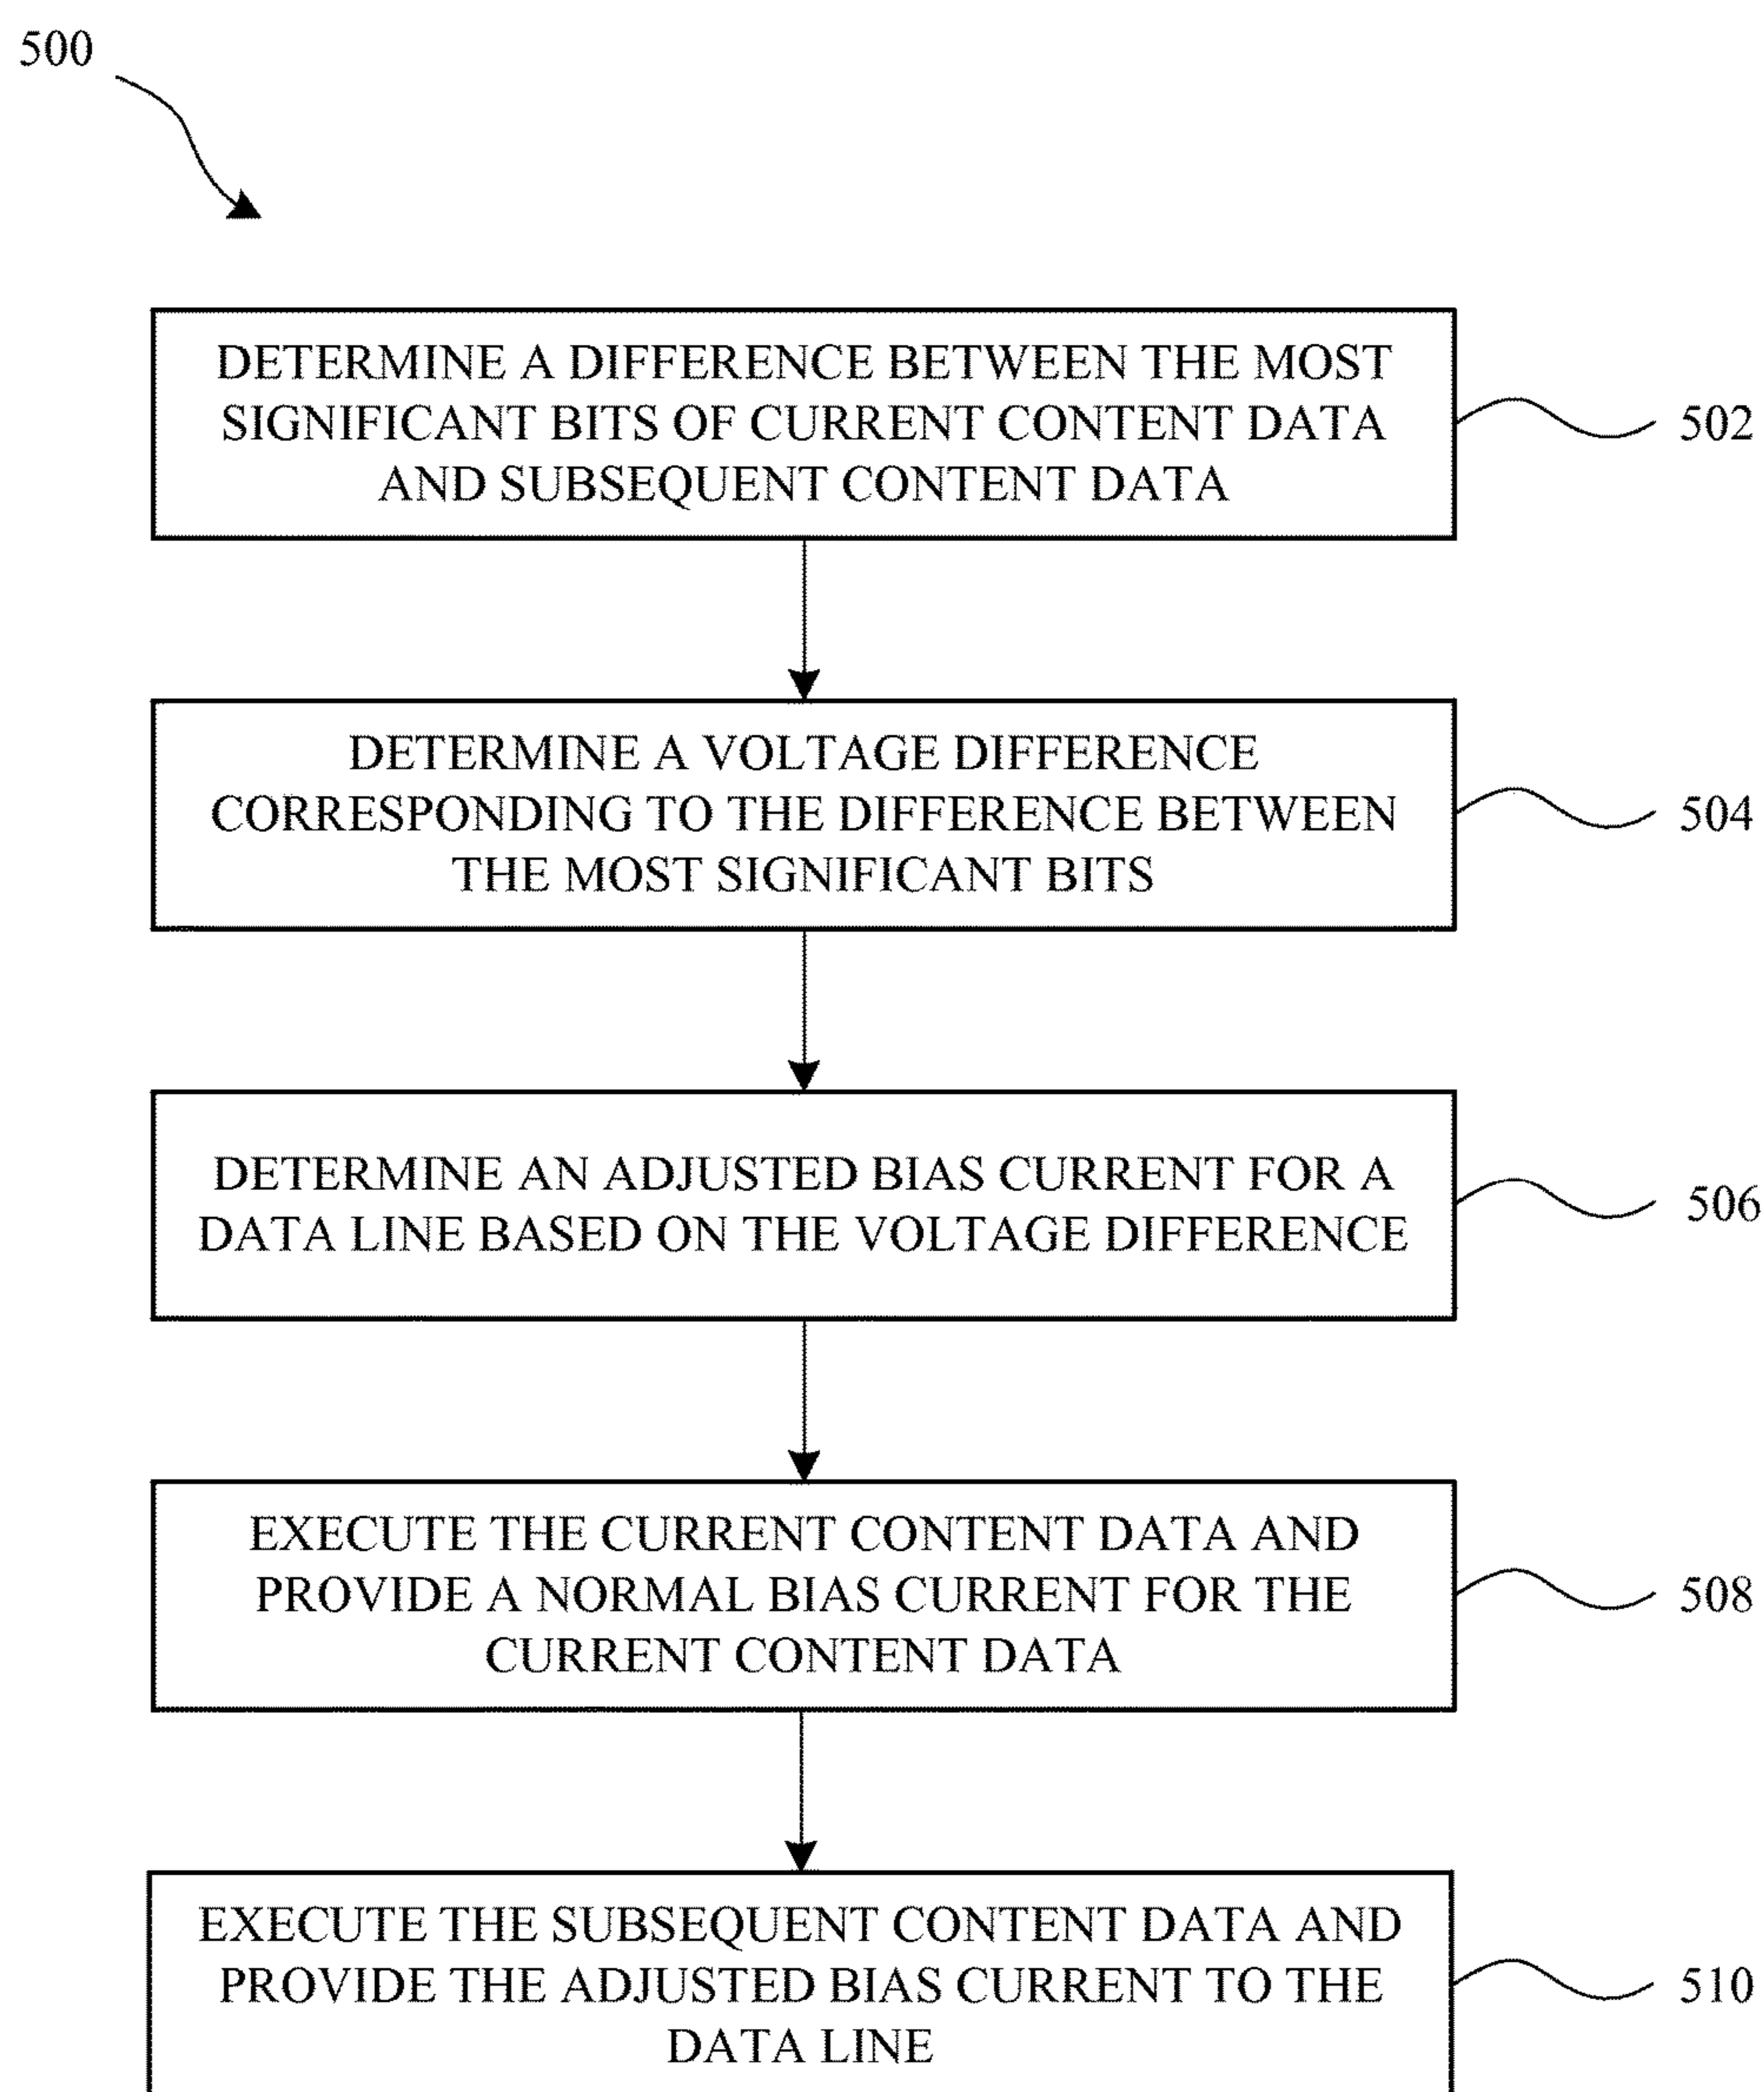 500
DETERMINE A DIFFERENCE BETWEEN THE MOST
SIGNIFICANT BITS OF CURRENT CONTENT DATA
AND SUBSEQUENT CONTENT DATA
502
DETERMINE A VOLTAGE DIFFERENCE
CORRESPONDING TO THE DIFFERENCE BETWEEN
THE MOST SIGNIFICANT BITS
504
DETERMINE AN ADJUSTED BIAS CURRENT FOR A
DATA LINE BASED ON THE VOLTAGE DIFFERENCE
506
EXECUTE THE CURRENT CONTENT DATA AND
PROVIDE A NORMAL BIAS CURRENT FOR THE
CURRENT CONTENT DATA
508
EXECUTE THE SUBSEQUENT CONTENT DATA AND
PROVIDE THE ADJUSTED BIAS CURRENT TO THE
DATA LINE
510